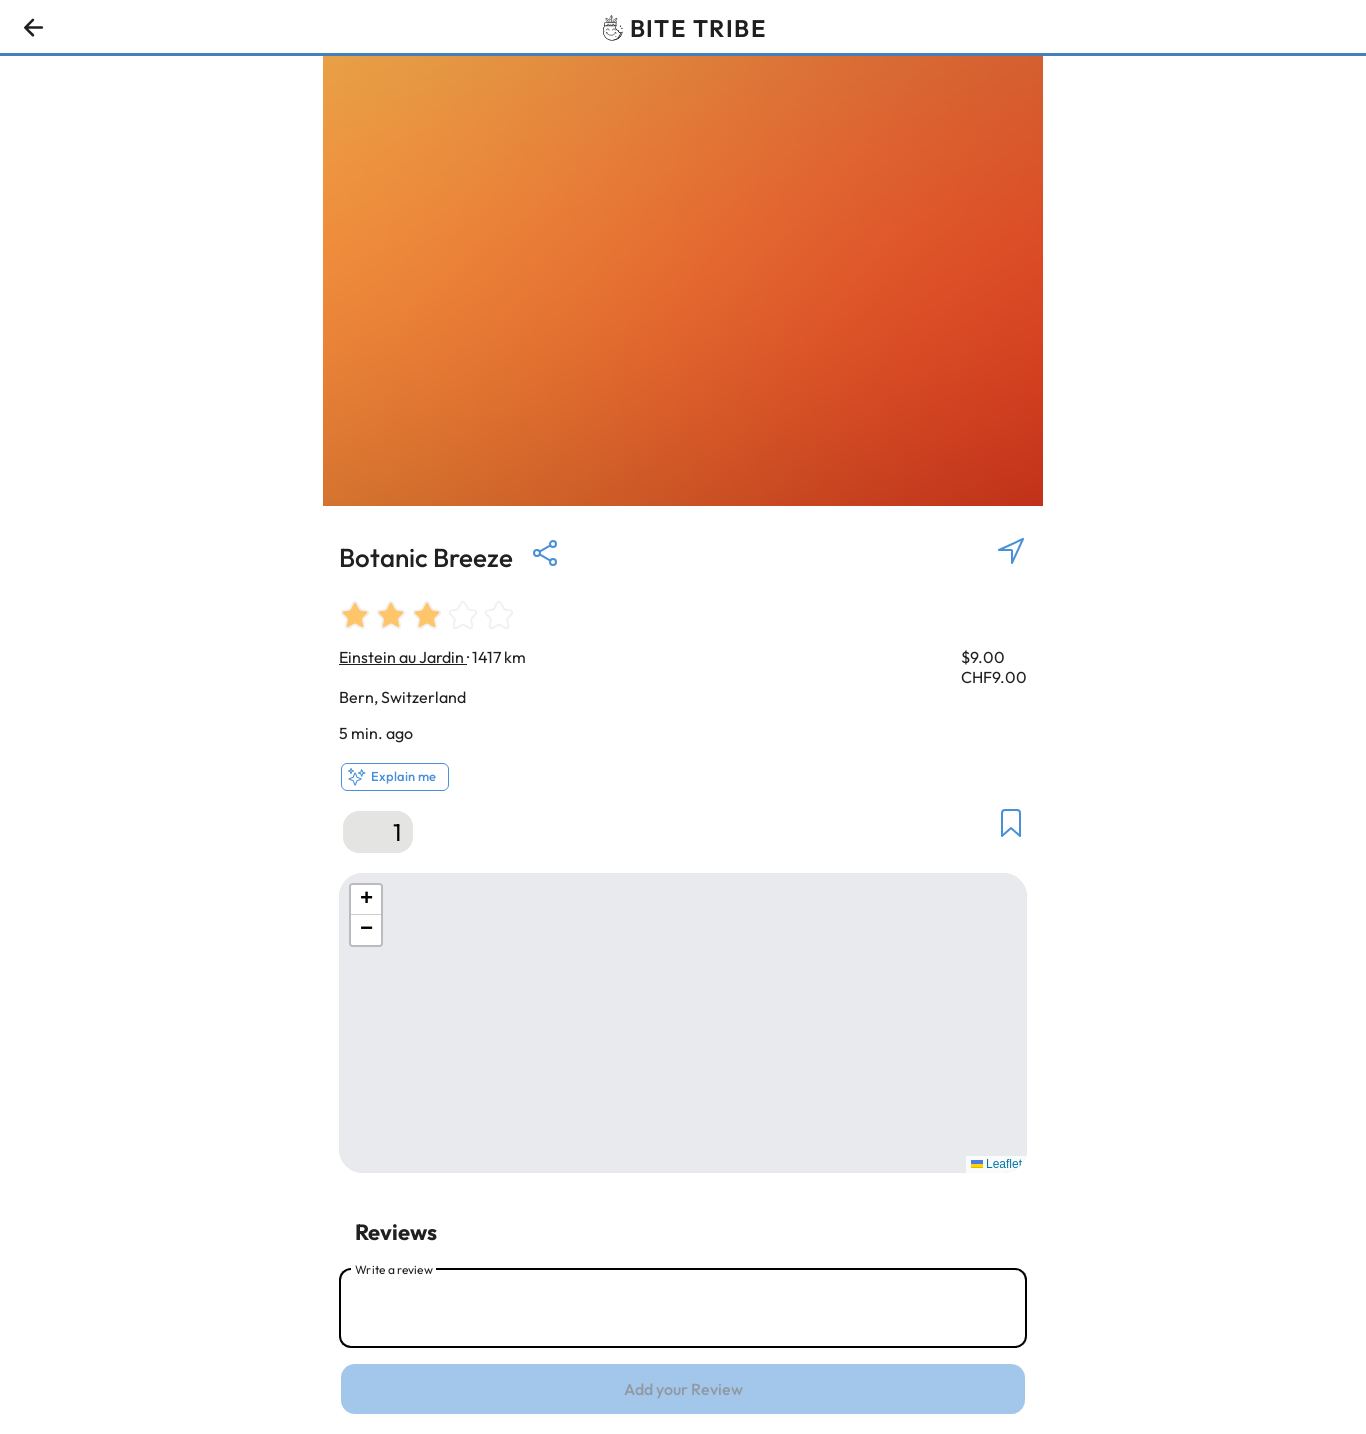 BITE TRIBE
Botanic Breeze
Einstein au Jardin · 1417 km
$9.00
CHF9.00
Bern, Switzerland
5 min. ago
Explain me
1
+
−
Leaflet
Reviews
Write a review
Add your Review